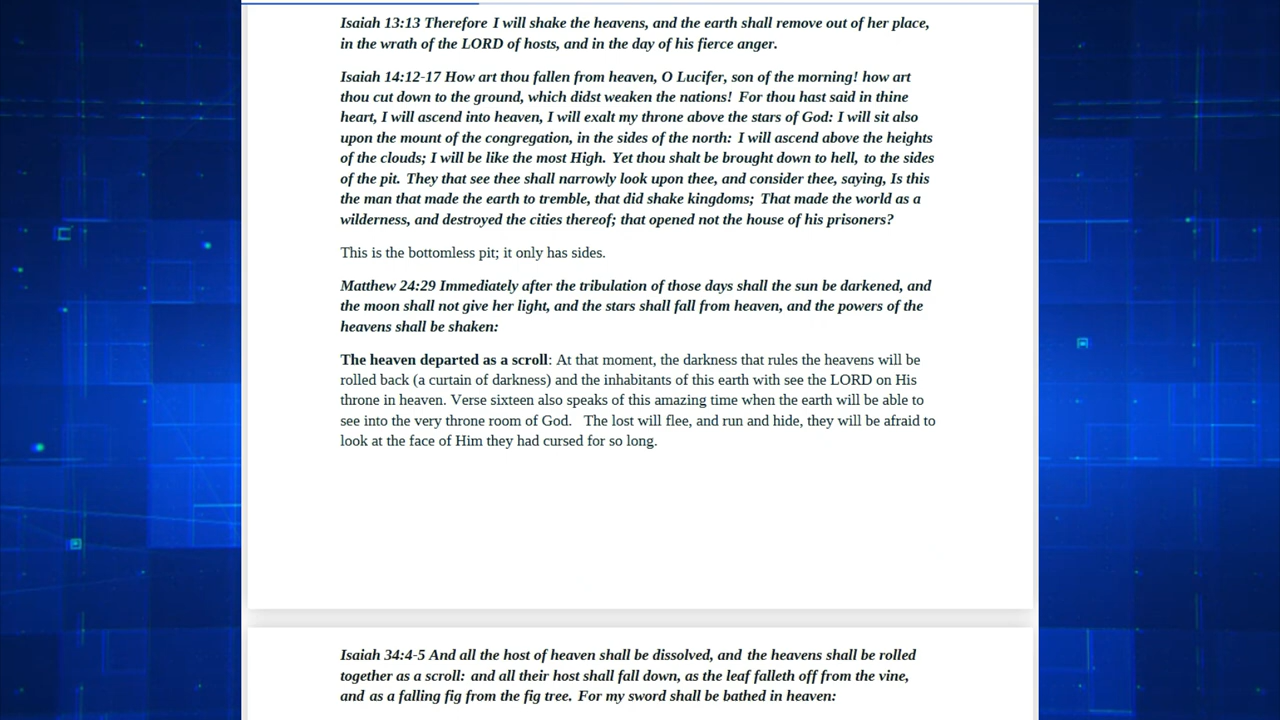 Isaiah 13:13 Therefore I will shake the heavens, and the earth shall remove out of her place,
in the wrath of the LORD of hosts, and in the day of his fierce anger.
Isaiah 14:12-17 How art thou fallen from heaven, O Lucifer, son of the morning! how art
thou cut down to the ground, which didst weaken the nations! For thou hast said in thine
heart, I will ascend into heaven, I will exalt my throne above the stars of God: I will sit also
upon the mount of the congregation, in the sides of the north: I will ascend above the heights
of the clouds; I will be like the most High. Yet thou shalt be brought down to hell, to the sides
of the pit. They that see thee shall narrowly look upon thee, and consider thee, saying, Is this
the man that made the earth to tremble, that did shake kingdoms; That made the world as a
wilderness, and destroyed the cities thereof; that opened not the house of his prisoners?
This is the bottomless pit; it only has sides.
Matthew 24:29 Immediately after the tribulation of those days shall the sun be darkened, and
the moon shall not give her light, and the stars shall fall from heaven, and the powers of the
heavens shall be shaken:
The heaven departed as a scroll: At that moment, the darkness that rules the heavens will be
rolled back (a curtain of darkness) and the inhabitants of this earth with see the LORD on His
throne in heaven. Verse sixteen also speaks of this amazing time when the earth will be able to
see into the very throne room of God. The lost will flee, and run and hide, they will be afraid to
look at the face of Him they had cursed for so long.
Isaiah 34:4-5 And all the host of heaven shall be dissolved, and the heavens shall be rolled
together as a scroll: and all their host shall fall down, as the leaf falleth off from the vine,
and as a falling fig from the fig tree. For my sword shall be bathed in heaven: